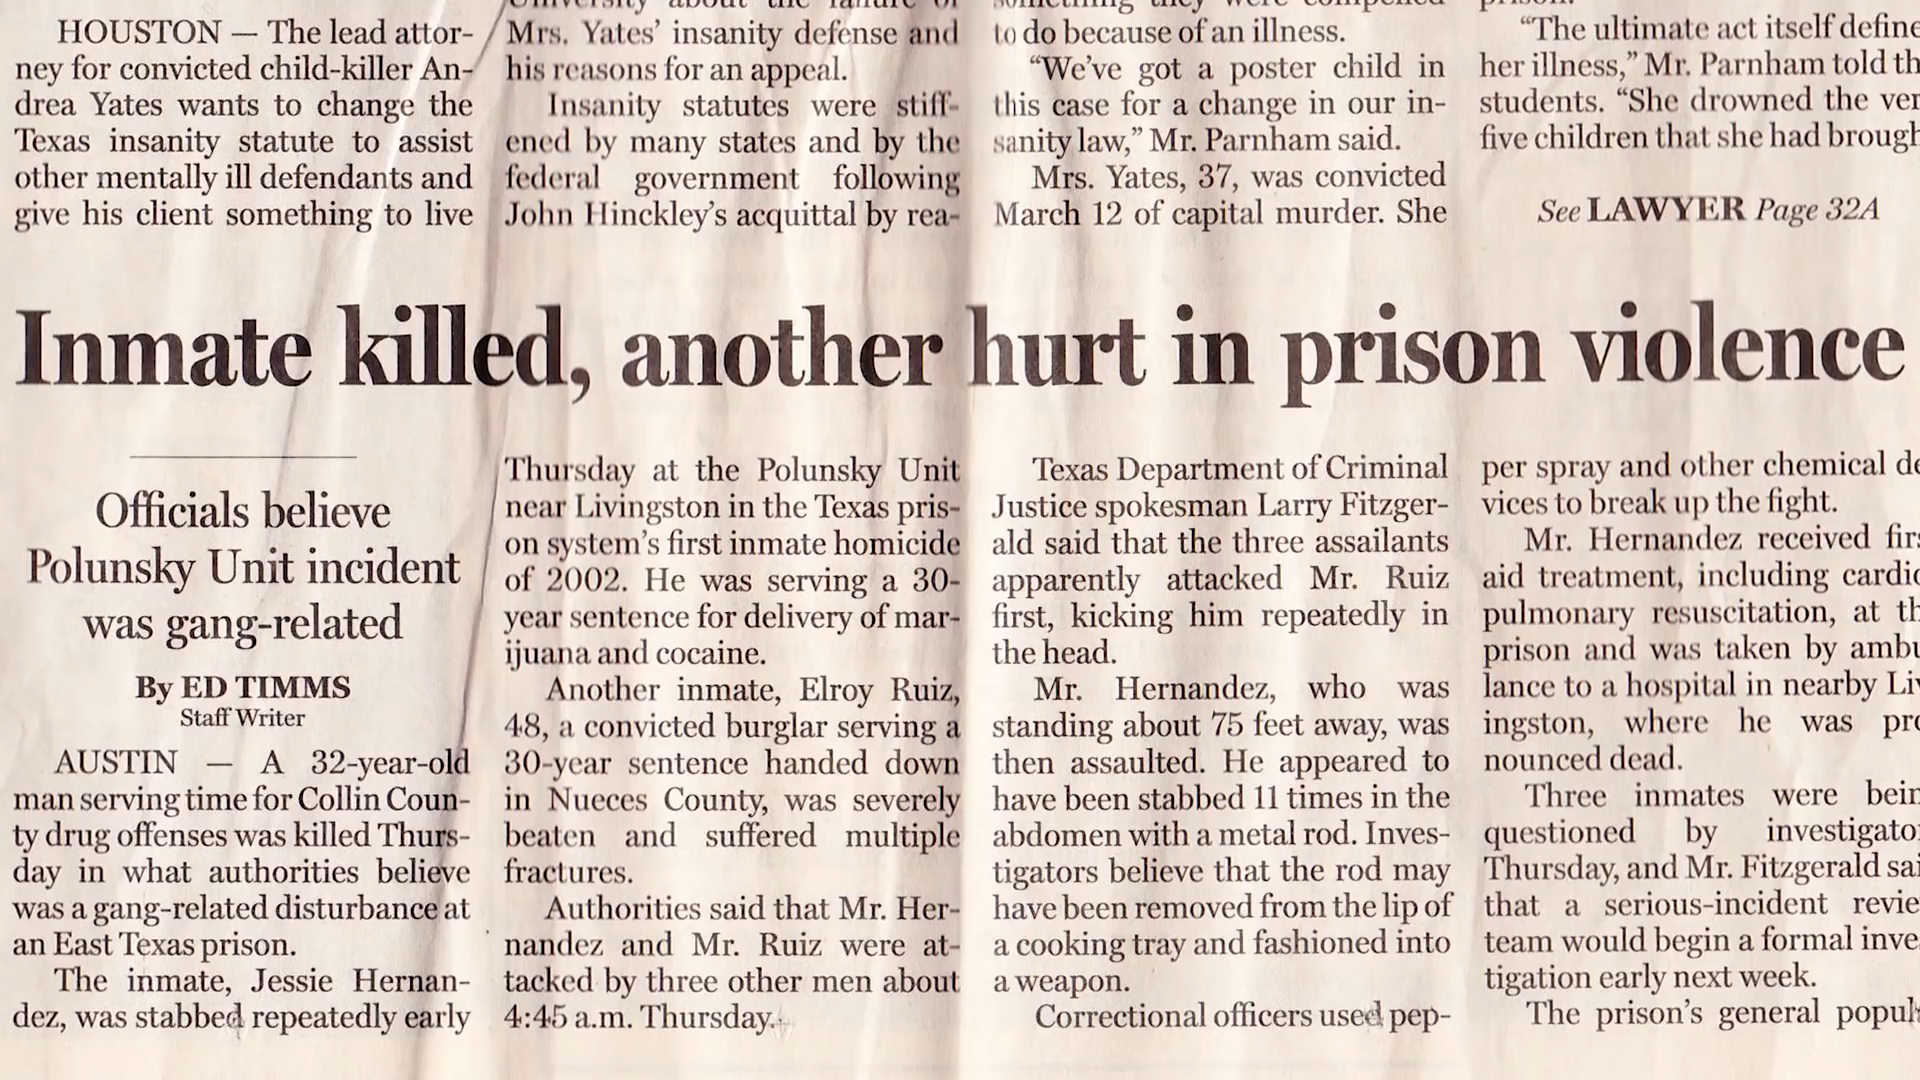 HOUSTON — The lead attor-
ney for convicted child-killer An-
drea Yates wants to change the
Texas insanity statute to assist
other mentally ill defendants and
give his client something to live
University about the failure of
Mrs. Yates' insanity defense and
his reasons for an appeal.
Insanity statutes were stiff-
ened by many states and by the
federal government following
John Hinckley's acquittal by rea-
something they were compelled
to do because of an illness.
"We've got a poster child in
this case for a change in our in-
sanity law," Mr. Parnham said.
Mrs. Yates, 37, was convicted
March 12 of capital murder. She
prison.
"The ultimate act itself define
her illness," Mr. Parnham told th
students. "She drowned the ver
five children that she had brough
See LAWYER Page 32A
Inmate killed, another hurt in prison violence
Officials believe
Polunsky Unit incident
was gang-related
By ED TIMMS
Staff Writer
AUSTIN — A 32-year-old
man serving time for Collin Coun-
ty drug offenses was killed Thurs-
day in what authorities believe
was a gang-related disturbance at
an East Texas prison.
The inmate, Jessie Hernan-
dez, was stabbed repeatedly early
Thursday at the Polunsky Unit
near Livingston in the Texas pris-
on system's first inmate homicide
of 2002. He was serving a 30-
year sentence for delivery of mar-
ijuana and cocaine.
Another inmate, Elroy Ruiz,
48, a convicted burglar serving a
30-year sentence handed down
in Nueces County, was severely
beaten and suffered multiple
fractures.
Authorities said that Mr. Her-
nandez and Mr. Ruiz were at-
tacked by three other men about
4:45 a.m. Thursday.
Texas Department of Criminal
Justice spokesman Larry Fitzger-
ald said that the three assailants
apparently attacked Mr. Ruiz
first, kicking him repeatedly in
the head.
Mr. Hernandez, who was
standing about 75 feet away, was
then assaulted. He appeared to
have been stabbed 11 times in the
abdomen with a metal rod. Inves-
tigators believe that the rod may
have been removed from the lip of
a cooking tray and fashioned into
a weapon.
Correctional officers used pep-
per spray and other chemical de
vices to break up the fight.
Mr. Hernandez received firs
aid treatment, including cardio
pulmonary resuscitation, at th
prison and was taken by ambu
lance to a hospital in nearby Liv
ingston, where he was pro
nounced dead.
Three inmates were bein
questioned by investigator
Thursday, and Mr. Fitzgerald sai
that a serious-incident revie
team would begin a formal inve
tigation early next week.
The prison's general popul